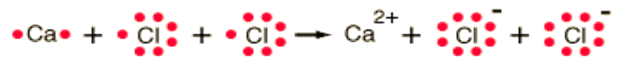 •Ca• + Cl + Cl → Ca²⁺ + Cl⁻ + Cl⁻